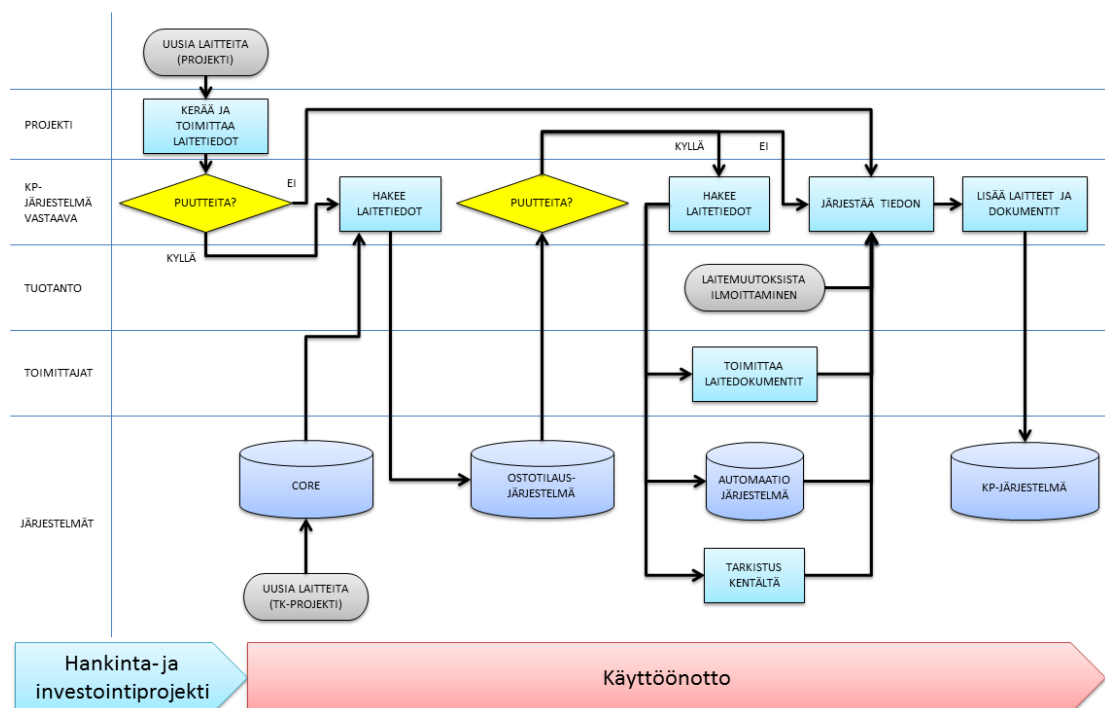 UUSIA LAITTEITA
(PROJEKTI)
PROJEKTI
KERÄÄ JA
TOIMITTAA
LAITETIEDOT
KYLLÄ
EI
KP-
JÄRJESTELMÄ
VASTAAVA
PUUTTEITA?
EI
HAKEE
LAITETIEDOT
PUUTTEITA?
HAKEE
LAITETIEDOT
JÄRJESTÄÄ TIEDON
LISÄÄ LAITTEET JA
DOKUMENTIT
KYLLÄ
TUOTANTO
LAITEMUUTOKSISTA
ILMOITTAMINEN
TOIMITTAJAT
TOIMITTAA
LAITEDOKUMENTIT
JÄRJESTELMÄT
CORE
OSTOTILAUS-
JÄRJESTELMÄ
AUTOMAATIO
JÄRJESTELMÄ
KP-JÄRJESTELMÄ
UUSIA LAITTEITA
(TK-PROJEKTI)
TARKISTUS
KENTÄLTÄ
Hankinta-ja
investointiprojekti
Käyttöönotto